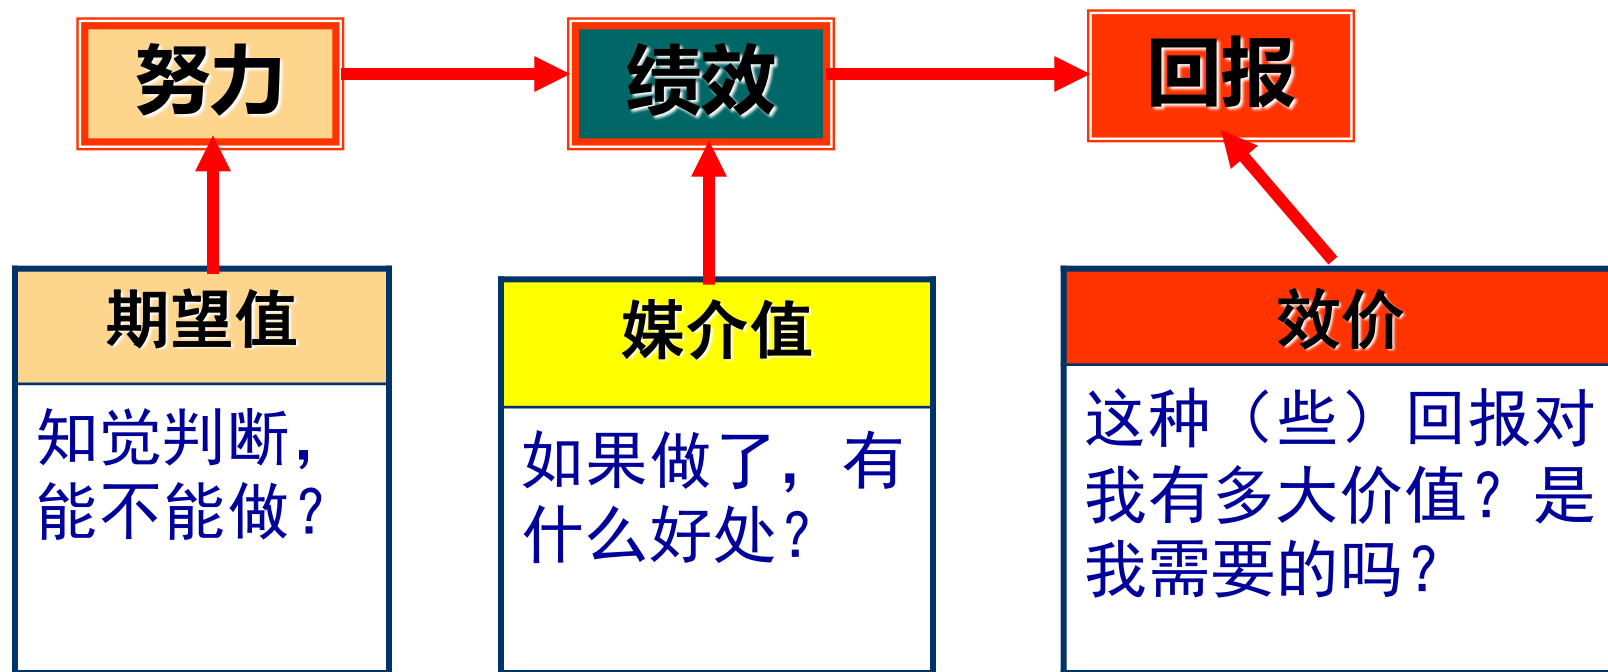 努力
绩效
回报
期望值
知觉判断，
能不能做？
媒介值
如果做了，有
什么好处？
效价
这种（些）回报对
我有多大价值？是
我需要的吗？